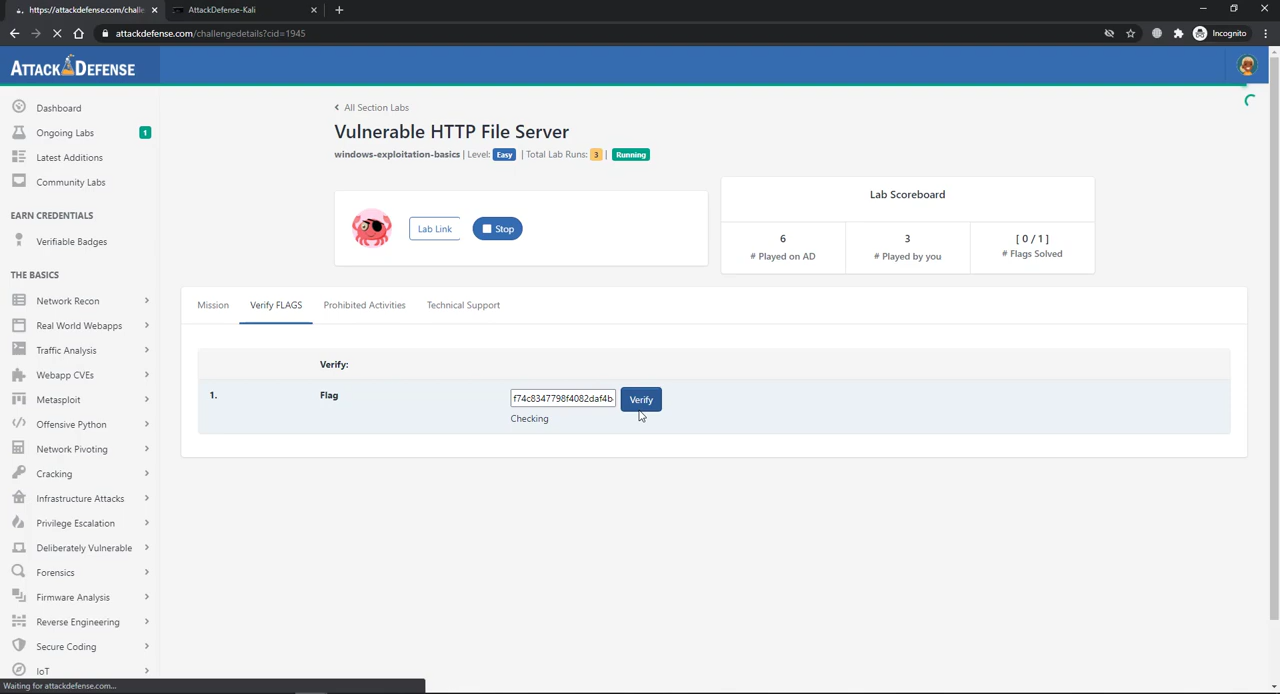 https://attackdefense.com/challe
AttackDefense-Kali
attackdefense.com/challengedetails?cid=1945
Incognito
ATTACK DEFENSE
Dashboard
Ongoing Labs 1
Latest Additions
Community Labs
EARN CREDENTIALS
Verifiable Badges
THE BASICS
Network Recon
Real World Webapps
Traffic Analysis
Webapp CVEs
Metasploit
Offensive Python
Network Pivoting
Cracking
Infrastructure Attacks
Privilege Escalation
Deliberately Vulnerable
Forensics
Firmware Analysis
Reverse Engineering
Secure Coding
IoT
All Section Labs
Vulnerable HTTP File Server
windows-exploitation-basics | Level: Easy | Total Lab Runs: 3 | Running
Lab Link
Stop
Lab Scoreboard
6
# Played on AD
3
# Played by you
[ 0 / 1 ]
# Flags Solved
Mission
Verify FLAGS
Prohibited Activities
Technical Support
Verify:
1. Flag f74c8347798f4082daf4b Verify
Checking
Waiting for attackdefense.com...